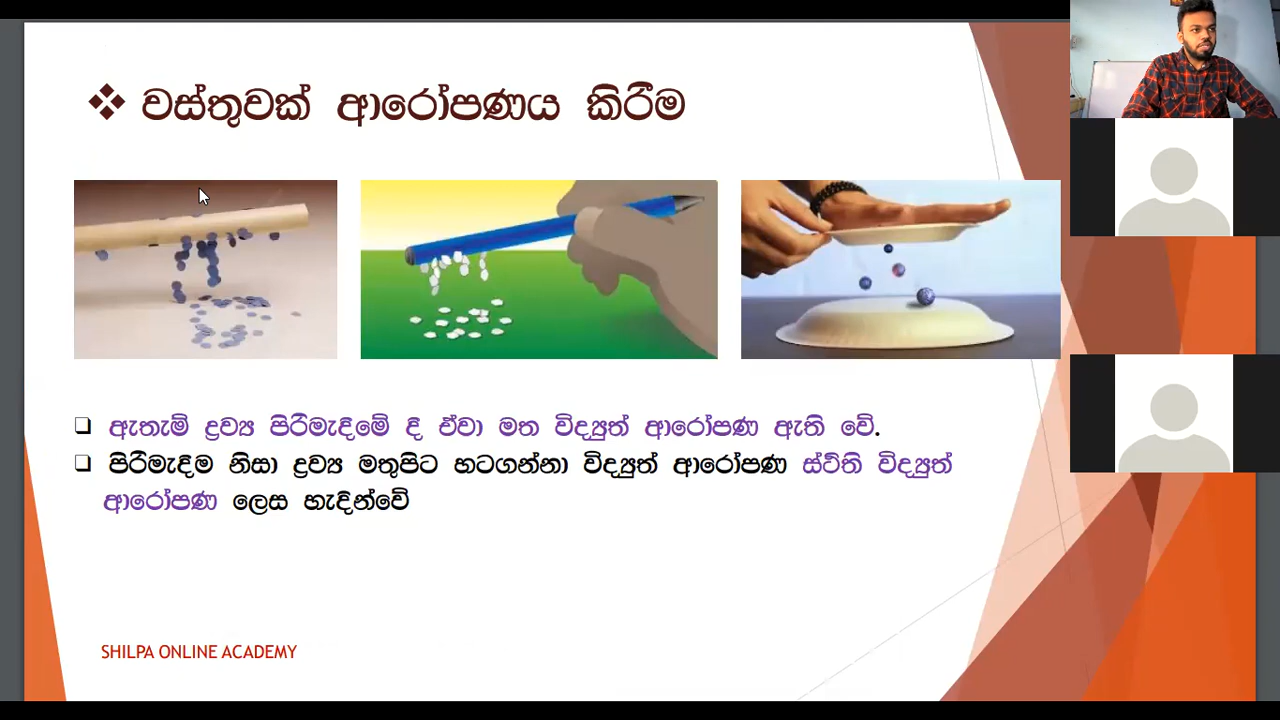 වස්තුවක් ආරෝපණය කිරීම
ඇතැම් ද්‍රව්‍ය පිරිමැදීමේ දී ඒවා මත විද්‍යුත් ආරෝපණ ඇති වේ.
පිරිමැදීම නිසා ද්‍රව්‍ය මතුපිට හටගන්නා විද්‍යුත් ආරෝපණ ස්ථිති විද්‍යුත්
ආරෝපණ ලෙස හැදින්වේ
SHILPA ONLINE ACADEMY